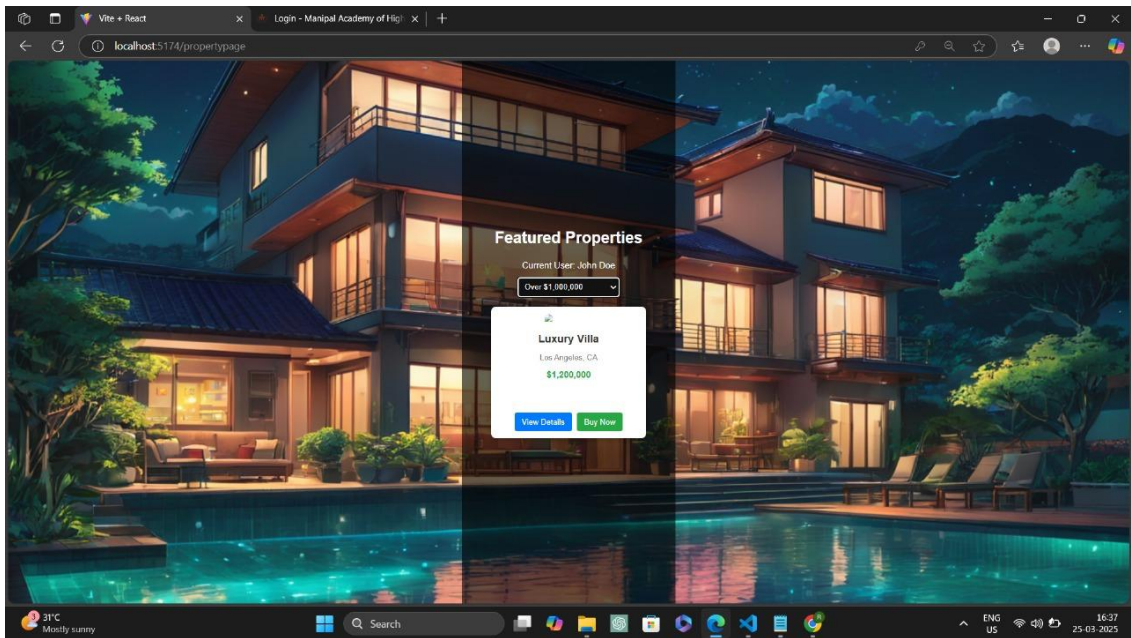 Vite + React
Login - Manipal Academy of High
localhost:5174/propertypage
Featured Properties
Current User: John Doe
Over $1,000,000
Luxury Villa
Los Angeles, CA
$1,200,000
View Details
Buy Now
3
31°C
Mostly sunny
Search
ENG
US
16:37
25-03-2025